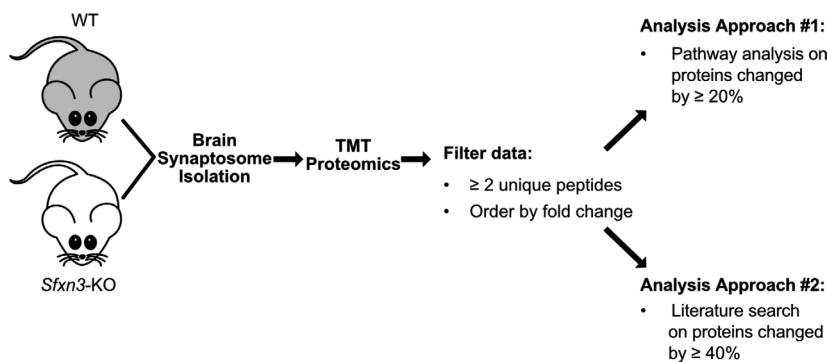 WT
Sfxn3-KO
Brain
Synaptosome
Isolation
TMT
Proteomics
Filter data:
• ≥ 2 unique peptides
• Order by fold change
Analysis Approach #1:
• Pathway analysis on
proteins changed
by ≥ 20%
Analysis Approach #2:
• Literature search
on proteins changed
by ≥ 40%